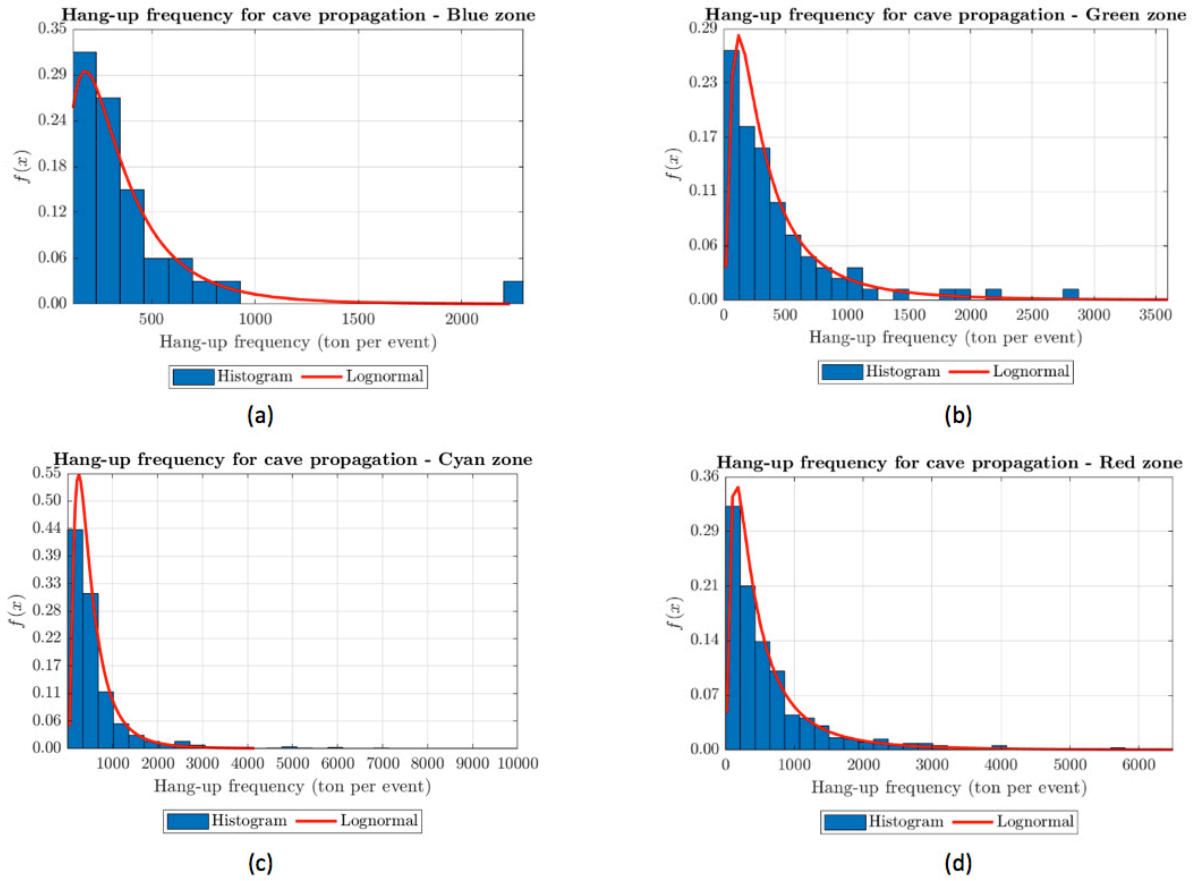 Hang-up frequency for cave propagation - Blue zone
0.35
0.29
0.23
0.18
0.12
0.06
0.00
f(x)
500 1000 1500 2000
Hang-up frequency (ton per event)
Histogram Lognormal
(a)
Hang-up frequency for cave propagation - Green zone
0.29
0.23
0.17
0.11
0.06
0.00
f(x)
0 500 1000 1500 2000 2500 3000 3500
Hang-up frequency (ton per event)
Histogram Lognormal
(b)
Hang-up frequency for cave propagation - Cyan zone
0.55
0.50
0.44
0.39
0.33
0.28
0.22
0.17
0.11
0.06
0.00
f(x)
1000 2000 3000 4000 5000 6000 7000 8000 9000 10000
Hang-up frequency (ton per event)
Histogram Lognormal
(c)
Hang-up frequency for cave propagation - Red zone
0.36
0.29
0.21
0.14
0.07
0.00
f(x)
0 1000 2000 3000 4000 5000 6000
Hang-up frequency (ton per event)
Histogram Lognormal
(d)